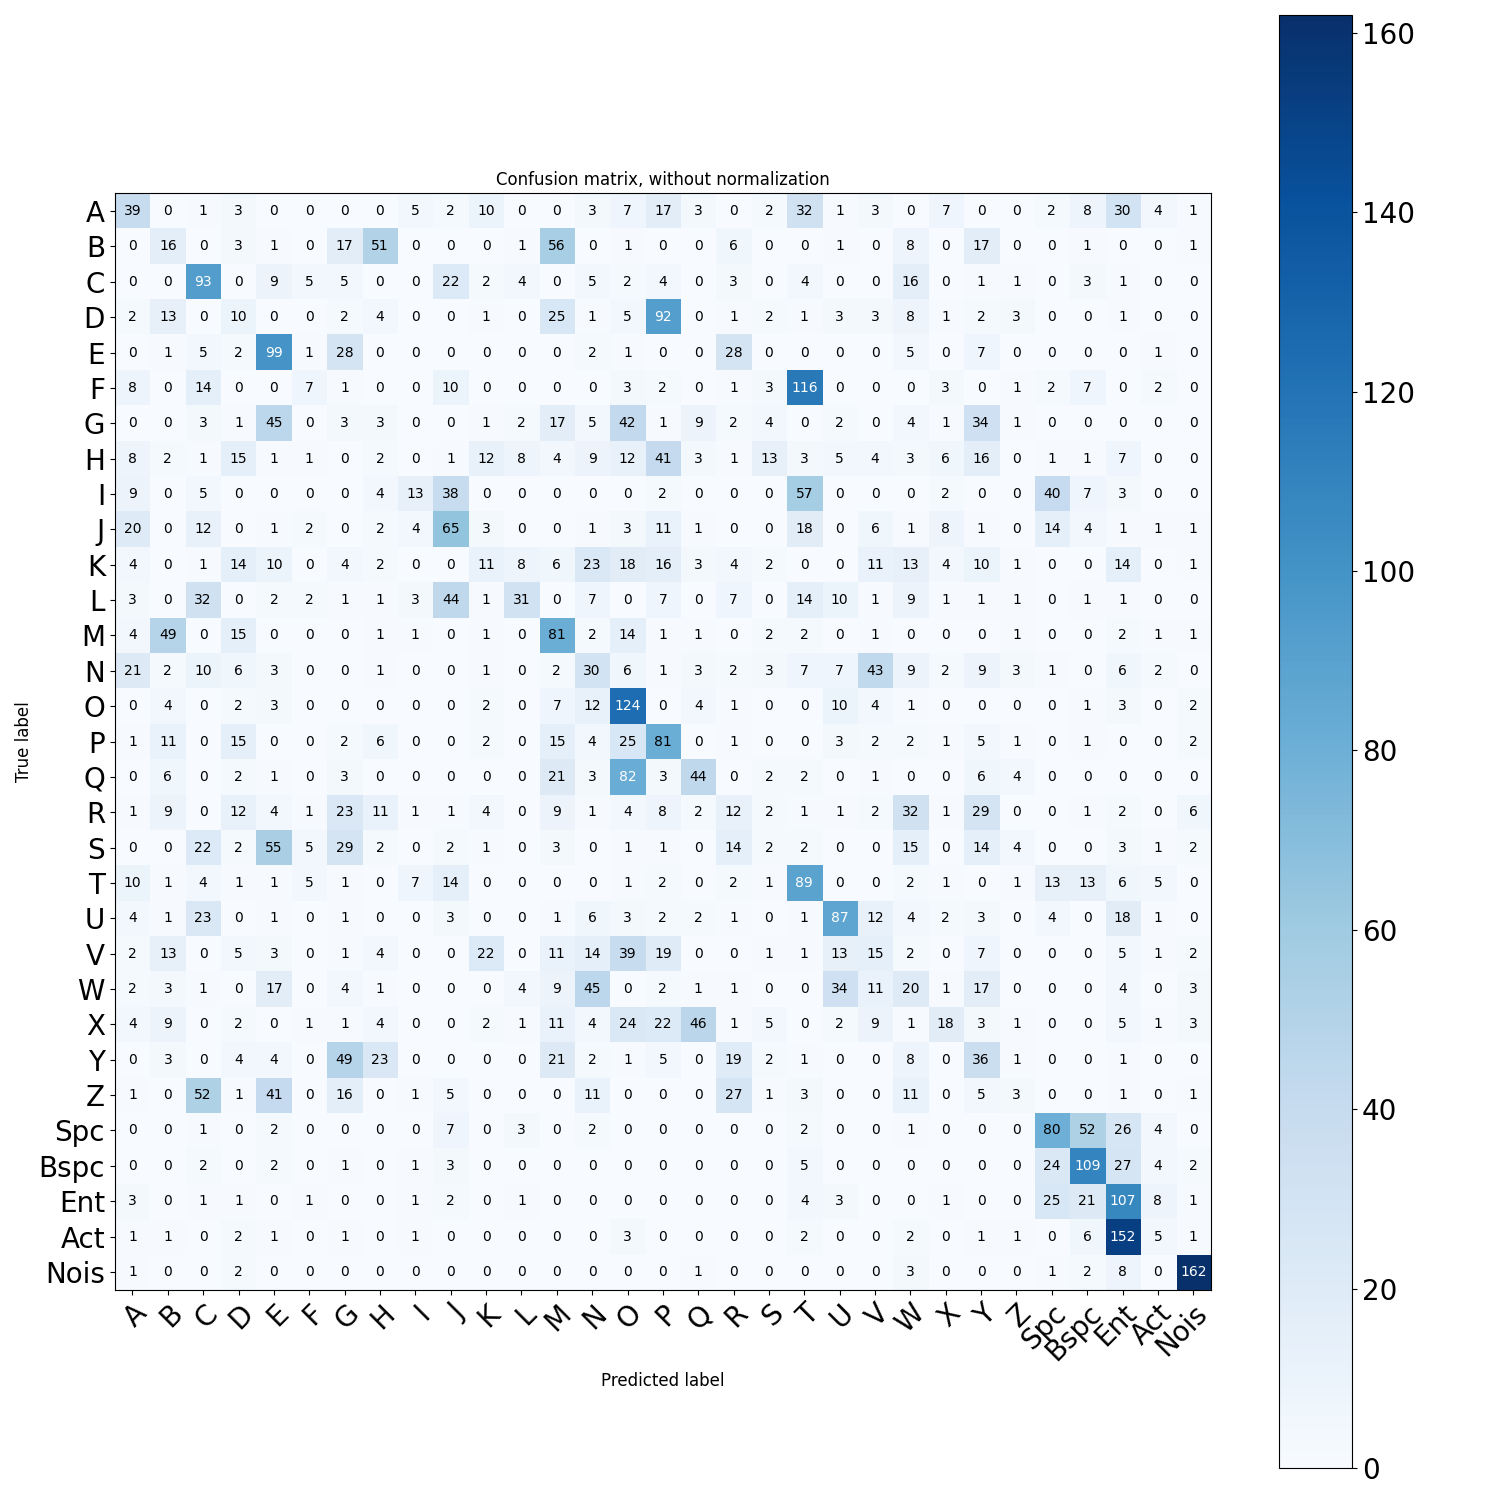 Confusion matrix, without normalization
True label
A 39 0 1 3 0 0 0 0 5 2 10 0 0 3 7 17 3 0 2 32 1 3 0 7 0 0 2 8 30 4 1
B 0 16 0 3 1 0 17 51 0 0 0 1 56 0 1 0 0 6 0 0 1 0 8 0 17 0 0 1 0 0 1
C 0 0 93 0 9 5 5 0 0 22 2 4 0 5 2 4 0 3 0 4 0 0 16 0 1 1 0 3 1 0 0
D 2 13 0 10 0 0 2 4 0 0 1 0 25 1 5 92 0 1 2 1 3 3 8 1 2 3 0 0 1 0 0
E 0 1 5 2 99 1 28 0 0 0 0 0 0 2 1 0 0 28 0 0 0 0 5 0 7 0 0 0 0 1 0
F 8 0 14 0 0 7 1 0 0 10 0 0 0 0 3 2 0 1 3 116 0 0 0 3 0 1 2 7 0 2 0
G 0 0 3 1 45 0 3 3 0 0 1 2 17 5 42 1 9 2 4 0 2 0 4 1 34 1 0 0 0 0 0
H 8 2 1 15 1 1 0 2 0 1 12 8 4 9 12 41 3 1 13 3 5 4 3 6 16 0 1 1 7 0 0
I 9 0 5 0 0 0 0 4 13 38 0 0 0 0 0 2 0 0 0 57 0 0 0 2 0 0 40 7 3 0 0
J 20 0 12 0 1 2 0 2 4 65 3 0 0 1 3 11 1 0 0 18 0 6 1 8 1 0 14 4 1 1 1
K 4 0 1 14 10 0 4 2 0 0 11 8 6 23 18 16 3 4 2 0 0 11 13 4 10 1 0 0 14 0 1
L 3 0 32 0 2 2 1 1 3 44 1 31 0 7 0 7 0 7 0 14 10 1 9 1 1 1 0 1 1 0 0
M 4 49 0 15 0 0 0 1 1 0 1 0 81 2 14 1 1 0 2 2 0 1 0 0 0 1 0 0 2 1 1
N 21 2 10 6 3 0 0 1 0 0 1 0 2 30 6 1 3 2 3 7 7 43 9 2 9 3 1 0 6 2 0
O 0 4 0 2 3 0 0 0 0 0 2 0 7 12 124 0 4 1 0 0 10 4 1 0 0 0 0 1 3 0 2
P 1 11 0 15 0 0 2 6 0 0 2 0 15 4 25 81 0 1 0 0 3 2 2 1 5 1 0 1 0 0 2
Q 0 6 0 2 1 0 3 0 0 0 0 0 21 3 82 3 44 0 2 2 0 1 0 0 6 4 0 0 0 0 0
R 1 9 0 12 4 1 23 11 1 1 4 0 9 1 4 8 2 12 2 1 1 2 32 1 29 0 0 1 2 0 6
S 0 0 22 2 55 5 29 2 0 2 1 0 3 0 1 1 0 14 2 2 0 0 15 0 14 4 0 0 3 1 2
T 10 1 4 1 1 5 1 0 7 14 0 0 0 0 1 2 0 2 1 89 0 0 2 1 0 1 13 13 6 5 0
U 4 1 23 0 1 0 1 0 0 3 0 0 1 6 3 2 2 1 0 1 87 12 4 2 3 0 4 0 18 1 0
V 2 13 0 5 3 0 1 4 0 0 22 0 11 14 39 19 0 0 1 1 13 15 2 0 7 0 0 0 5 1 2
W 2 3 1 0 17 0 4 1 0 0 0 4 9 45 0 2 1 1 0 0 34 11 20 1 17 0 0 0 4 0 3
X 4 9 0 2 0 1 1 4 0 0 2 1 11 4 24 22 46 1 5 0 2 9 1 18 3 1 0 0 5 1 3
Y 0 3 0 4 4 0 49 23 0 0 0 0 21 2 1 5 0 19 2 1 0 0 8 0 36 1 0 0 1 0 0
Z 1 0 52 1 41 0 16 0 1 5 0 0 0 11 0 0 0 27 1 3 0 0 11 0 5 3 0 0 1 0 1
Spc 0 0 1 0 2 0 0 0 0 7 0 3 0 2 0 0 0 0 0 2 0 0 1 0 0 0 80 52 26 4 0
Bspc 0 0 2 0 2 0 1 0 1 3 0 0 0 0 0 0 0 0 0 5 0 0 0 0 0 0 24 109 27 4 2
Ent 3 0 1 1 0 1 0 0 1 2 0 1 0 0 0 0 0 0 0 4 3 0 0 1 0 0 25 21 107 8 1
Act 1 1 0 2 1 0 1 0 1 0 0 0 0 0 3 0 0 0 0 2 0 0 2 0 1 1 0 6 152 5 1
Nois 1 0 0 2 0 0 0 0 0 0 0 0 0 0 0 0 1 0 0 0 0 0 3 0 0 0 1 2 8 0 162
A B C D E F G H I J K L M N O P Q R S T U V W X Y Z Spc Bspc Ent Act Nois
Predicted label
160
140
120
100
80
60
40
20
0